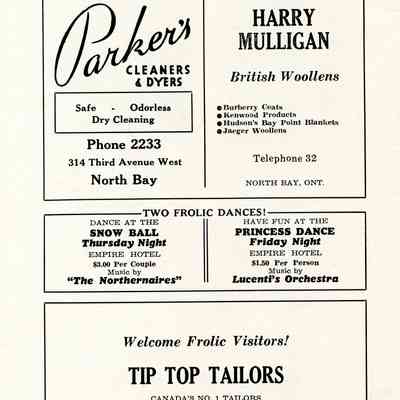 Parker's
CLEANERS
& DYERS
Safe - Odorless
Dry Cleaning
Phone 2233
314 Third Avenue West
North Bay
HARRY
MULLIGAN
British Woollens
●Burberry Coats
●Kenwood Products
●Hudson's Bay Point Blankets
●Jaeger Woollens
Telephone 32
NORTH BAY, ONT.
TWO FROLIC DANCES!
DANCE AT THE
SNOW BALL
Thursday Night
EMPIRE HOTEL
$3.00 Per Couple
Music by
"The Northernaires"
HAVE FUN AT THE
PRINCESS DANCE
Friday Night
EMPIRE HOTEL
$1.50 Per Person
Music by
Lucenti's Orchestra
Welcome Frolic Visitors!
TIP TOP TAILORS
CANADA'S NO. 1 TAILORS